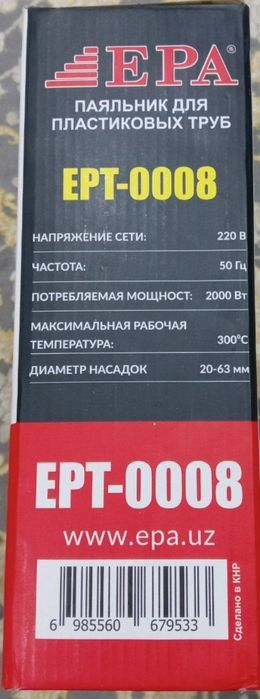 EPA®
ПАЯЛЬНИК ДЛЯ
ПЛАСТИКОВЫХ ТРУБ
EPT-0008
НАПРЯЖЕНИЕ СЕТИ: 220 В
ЧАСТОТА: 50 Гц
ПОТРЕБЛЯЕМАЯ МОЩНОСТ: 2000 Вт
МАКСИМАЛЬНАЯ РАБОЧАЯ
ТЕМПЕРАТУРА: 300°C
ДИАМЕТР НАСАДОК 20-63 мм
EPT-0008
www.epa.uz
6 985560 679533
Сделано в КНР